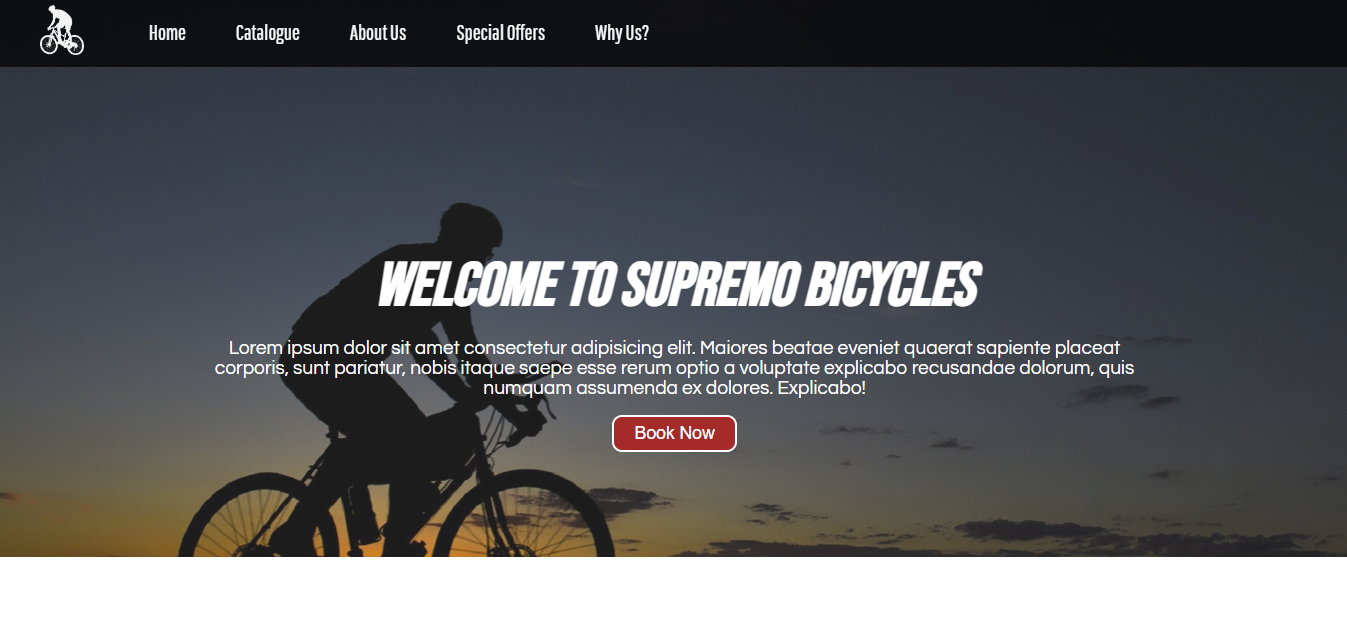 Home Catalogue About Us Special Offers Why Us?
WELCOME TO SUPREMO BICYCLES
Lorem ipsum dolor sit amet consectetur adipisicing elit. Maiores beatae eveniet quaerat sapiente placeat
corporis, sunt pariatur, nobis itaque saepe esse rerum optio a voluptate explicabo recusandae dolorum, quis
numquam assumenda ex dolores. Explicabo!
Book Now